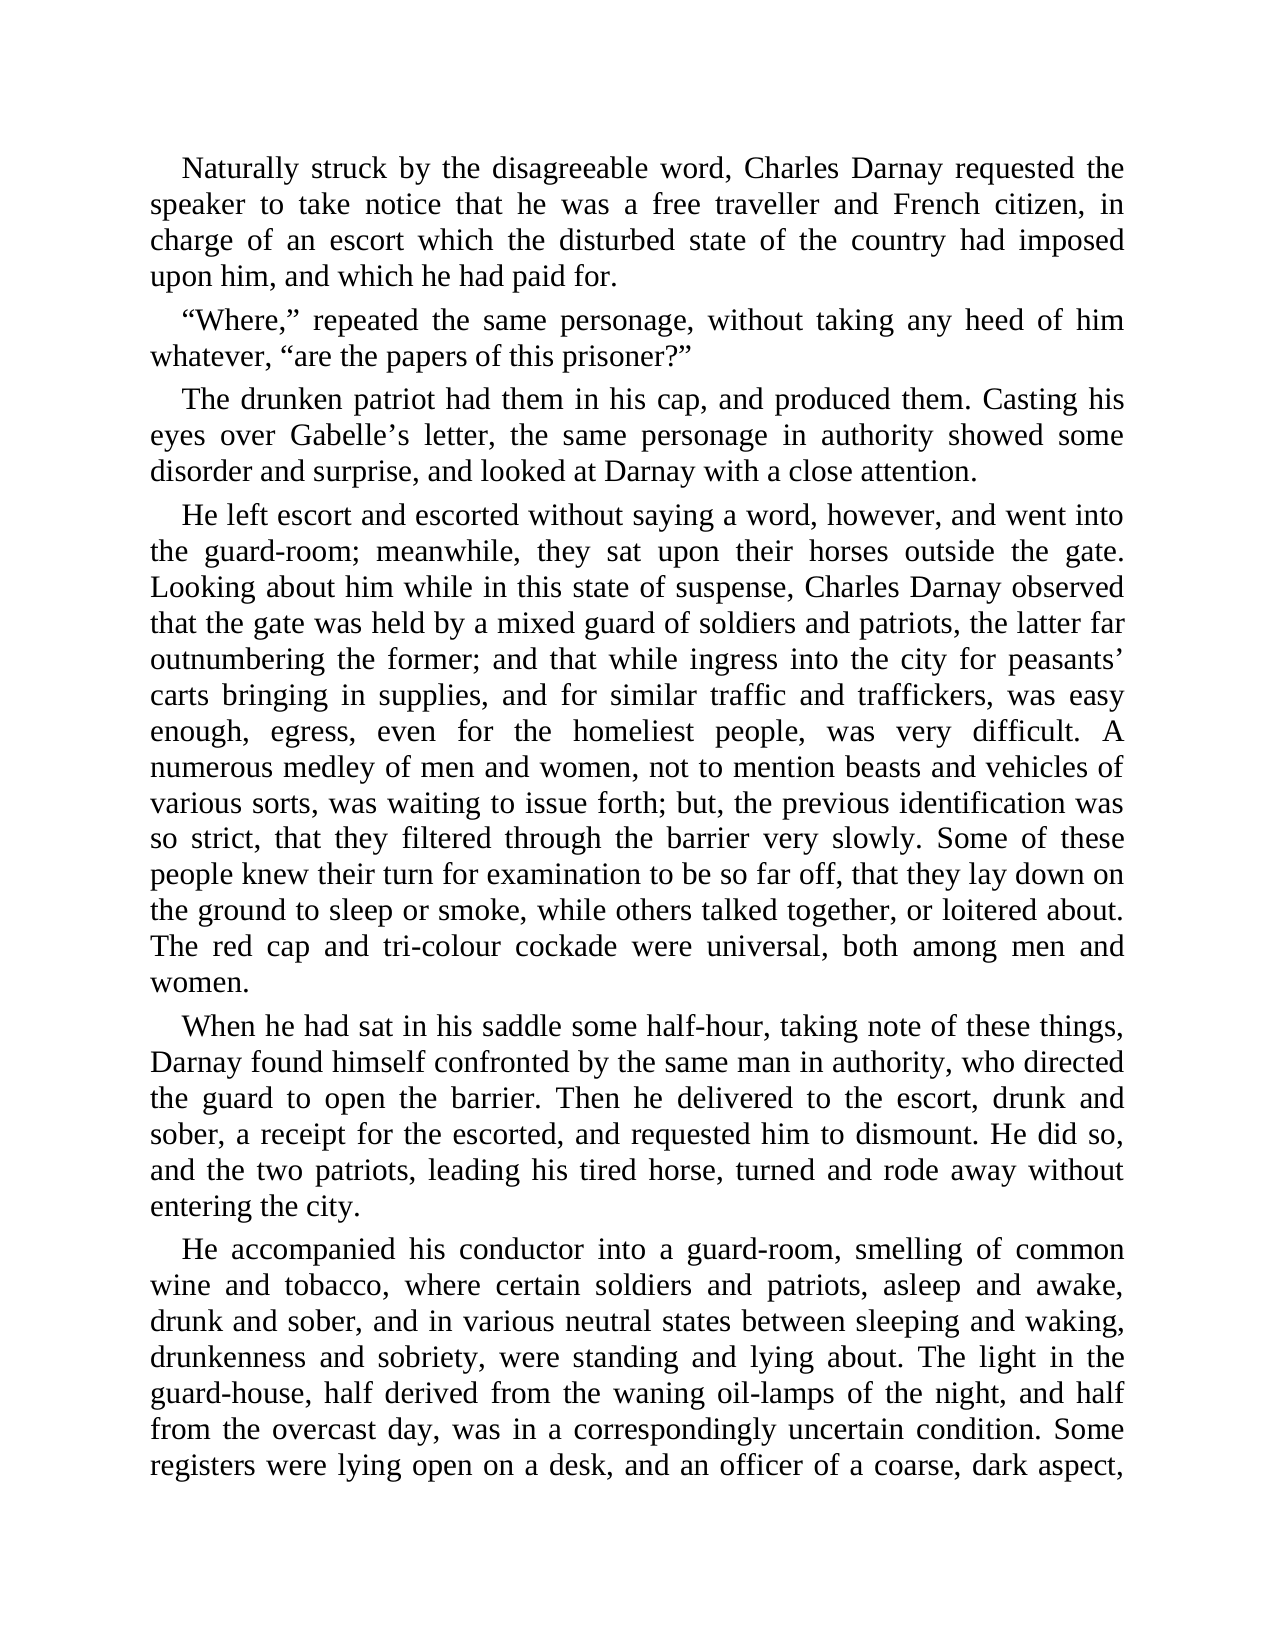 Naturally struck by the disagreeable word, Charles Darnay requested the
speaker to take notice that he was a free traveller and French citizen, in
charge of an escort which the disturbed state of the country had imposed
upon him, and which he had paid for.
“Where,” repeated the same personage, without taking any heed of him
whatever, “are the papers of this prisoner?”
The drunken patriot had them in his cap, and produced them. Casting his
eyes over Gabelle’s letter, the same personage in authority showed some
disorder and surprise, and looked at Darnay with a close attention.
He left escort and escorted without saying a word, however, and went into
the guard-room; meanwhile, they sat upon their horses outside the gate.
Looking about him while in this state of suspense, Charles Darnay observed
that the gate was held by a mixed guard of soldiers and patriots, the latter far
outnumbering the former; and that while ingress into the city for peasants’
carts bringing in supplies, and for similar traffic and traffickers, was easy
enough, egress, even for the homeliest people, was very difficult. A
numerous medley of men and women, not to mention beasts and vehicles of
various sorts, was waiting to issue forth; but, the previous identification was
so strict, that they filtered through the barrier very slowly. Some of these
people knew their turn for examination to be so far off, that they lay down on
the ground to sleep or smoke, while others talked together, or loitered about.
The red cap and tri-colour cockade were universal, both among men and
women.
When he had sat in his saddle some half-hour, taking note of these things,
Darnay found himself confronted by the same man in authority, who directed
the guard to open the barrier. Then he delivered to the escort, drunk and
sober, a receipt for the escorted, and requested him to dismount. He did so,
and the two patriots, leading his tired horse, turned and rode away without
entering the city.
He accompanied his conductor into a guard-room, smelling of common
wine and tobacco, where certain soldiers and patriots, asleep and awake,
drunk and sober, and in various neutral states between sleeping and waking,
drunkenness and sobriety, were standing and lying about. The light in the
guard-house, half derived from the waning oil-lamps of the night, and half
from the overcast day, was in a correspondingly uncertain condition. Some
registers were lying open on a desk, and an officer of a coarse, dark aspect,